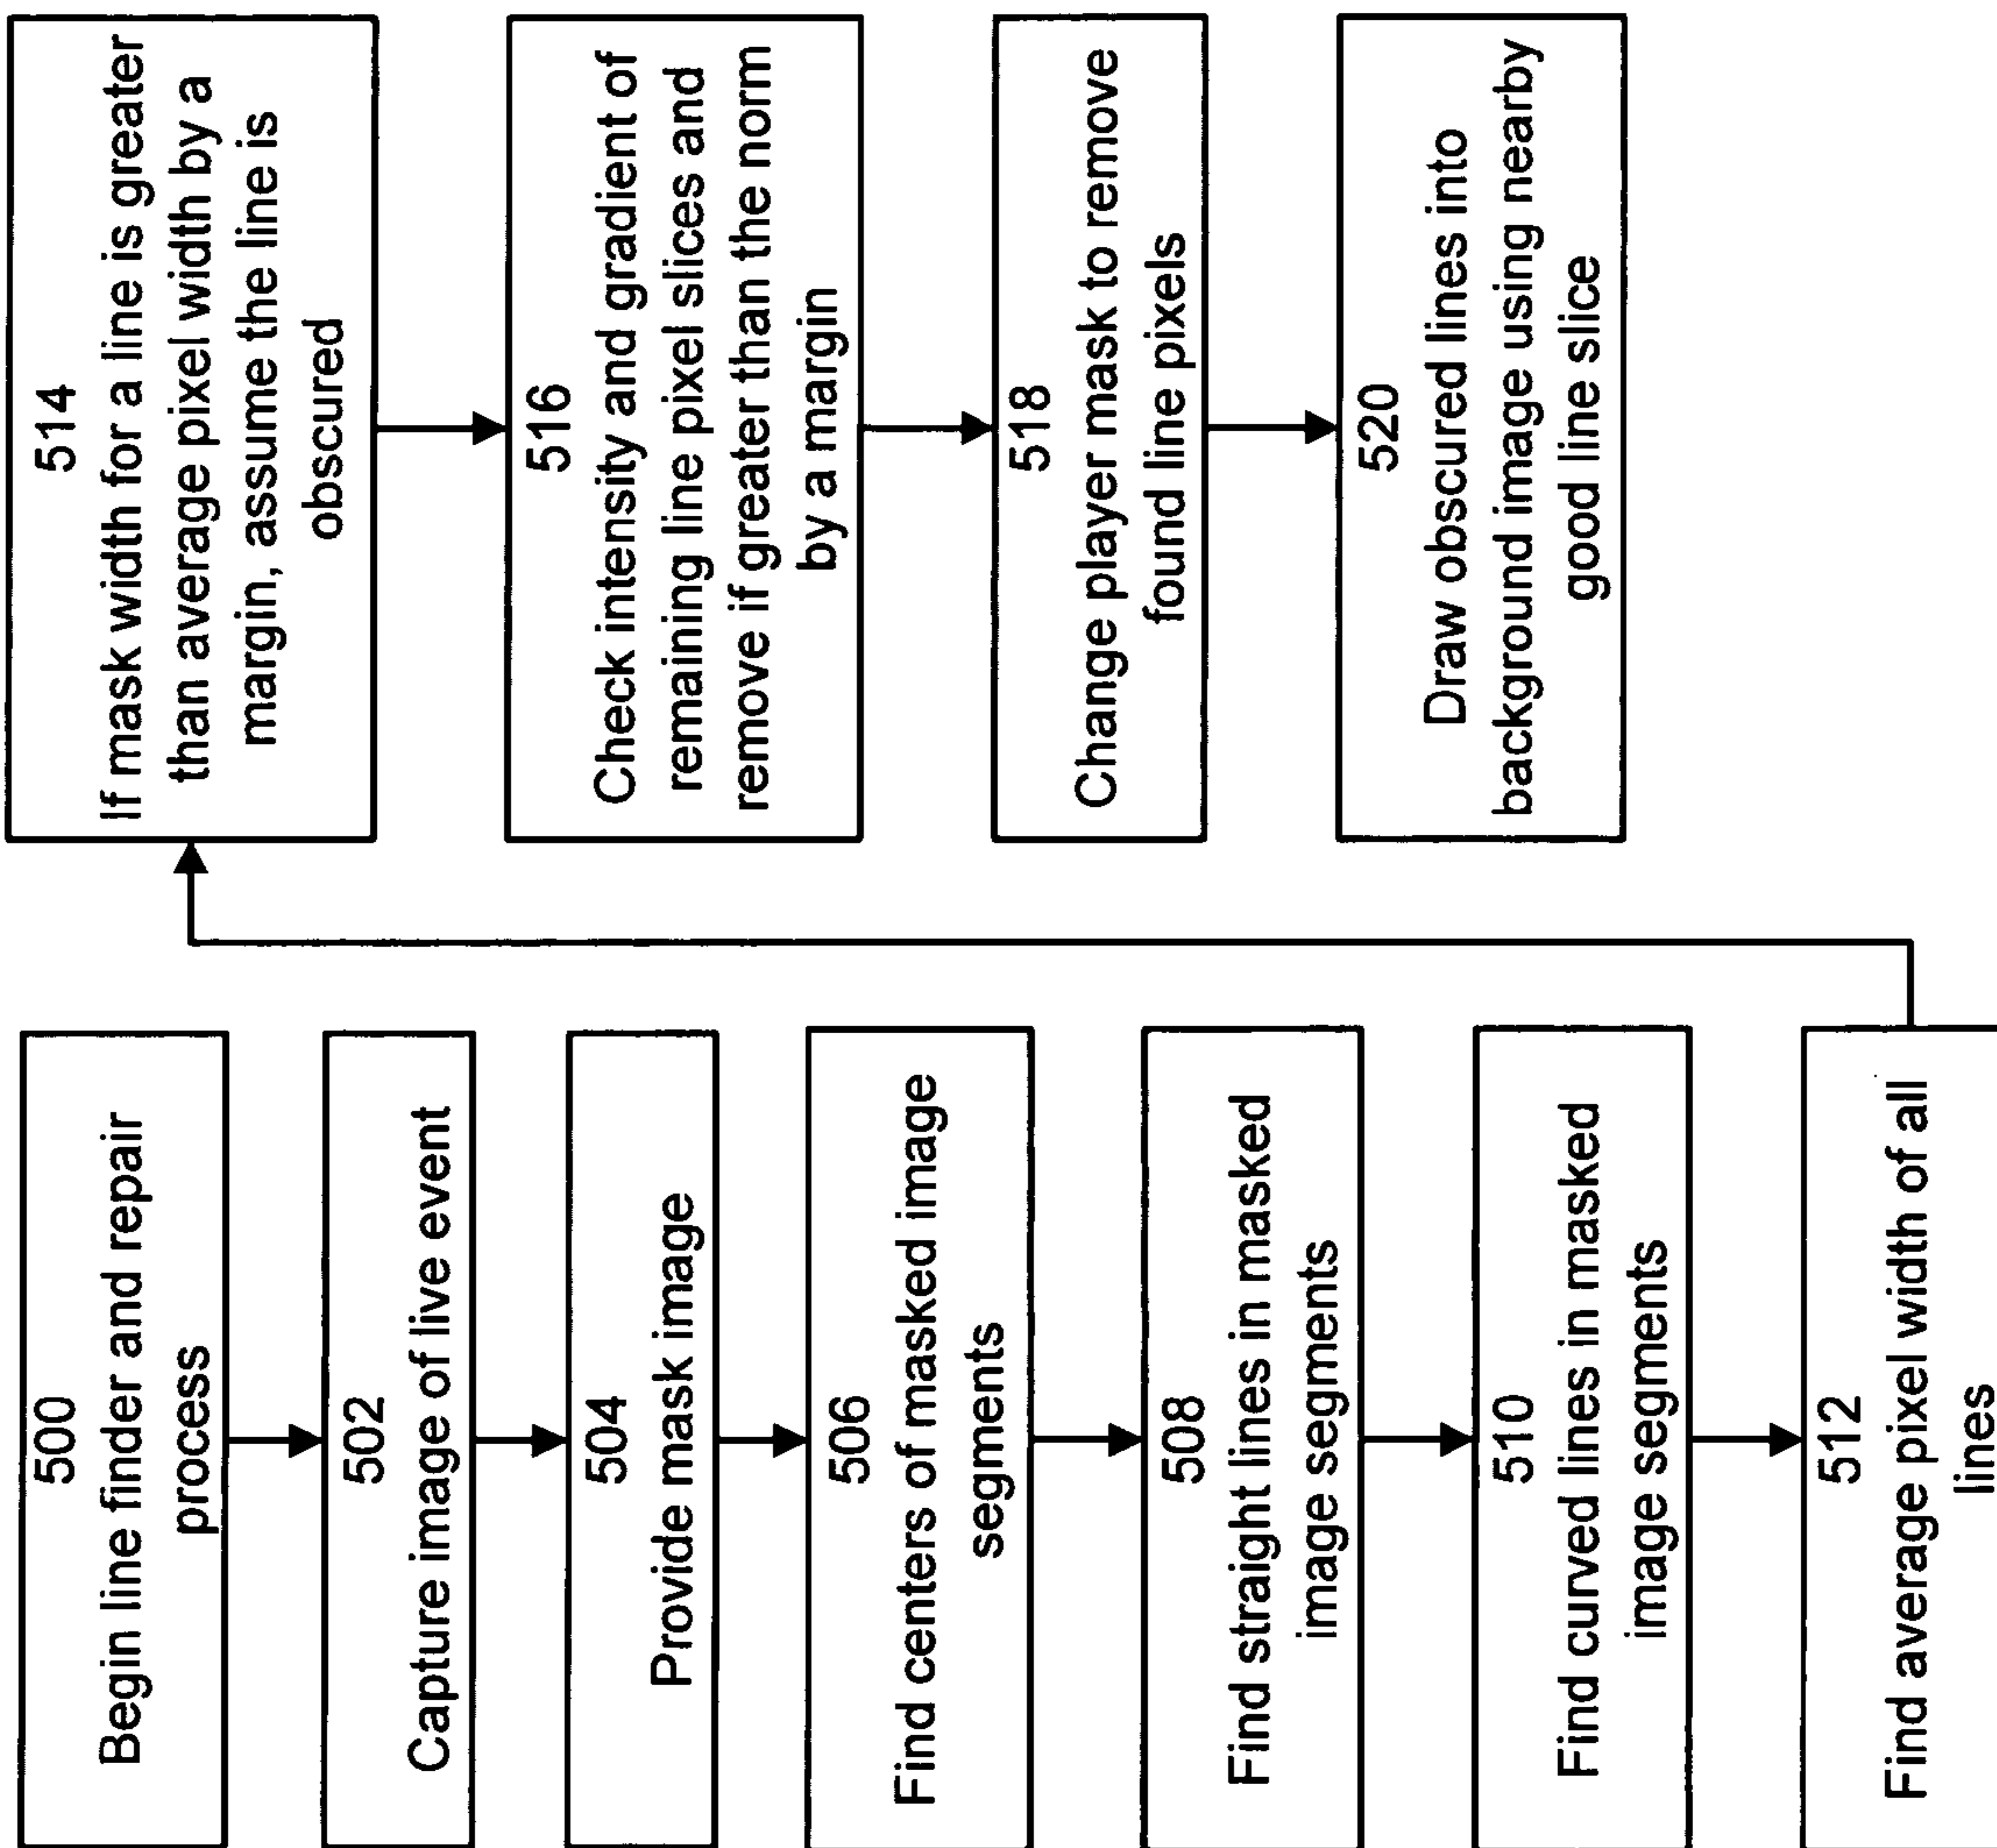 500
Begin line finder and repair
process
502
Capture image of live event
504
Provide mask image
506
Find centers of masked image
segments
508
Find straight lines in masked
image segments
510
Find curved lines in masked
image segments
512
Find average pixel width of all
lines
514
If mask width for a line is greater
than average pixel width by a
margin, assume the line is
obscured
516
Check intensity and gradient of
remaining line pixel slices and
remove if greater than the norm
by a margin
518
Change player mask to remove
found line pixels
520
Draw obscured lines into
background image using nearby
good line slice